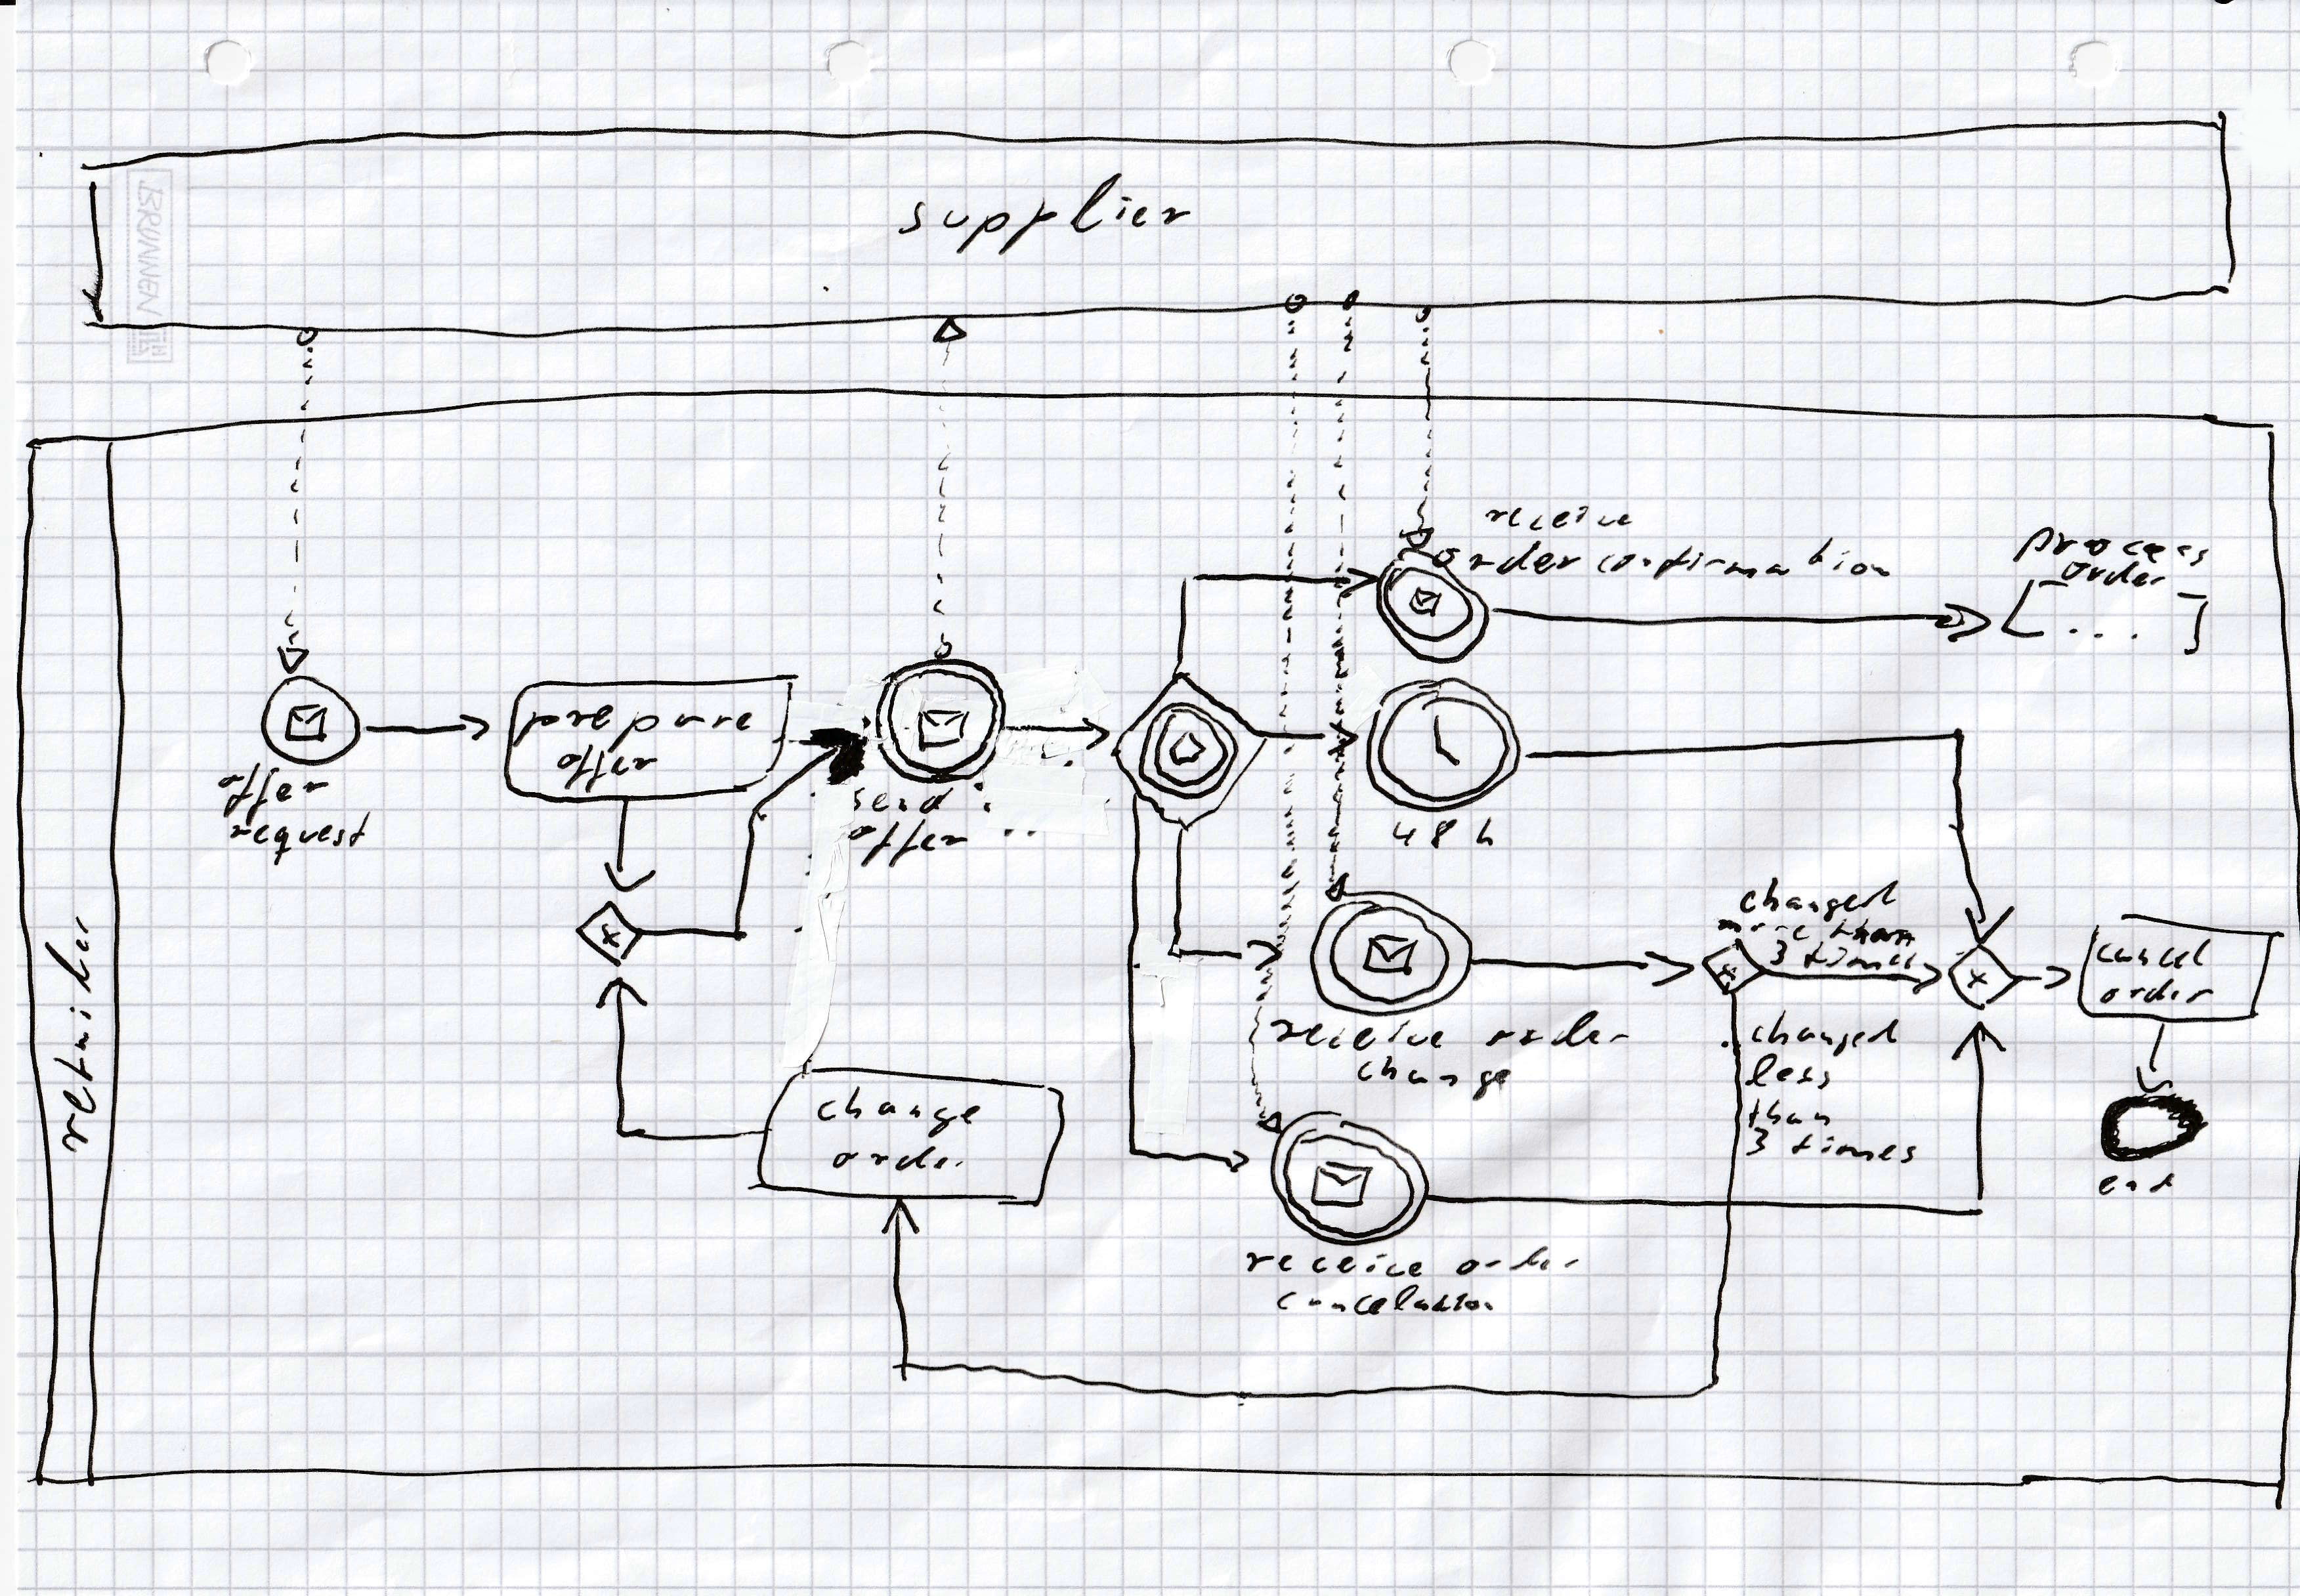 supplier
BRUNNEN
receive
order confirmation
process
order
...
prepare
offer
offer
request
send
offer
48 h
retailer
changed
more than
3 times
cancel
order
receive order
change
changed
less
than
3 times
change
order
end
receive order
cancelation